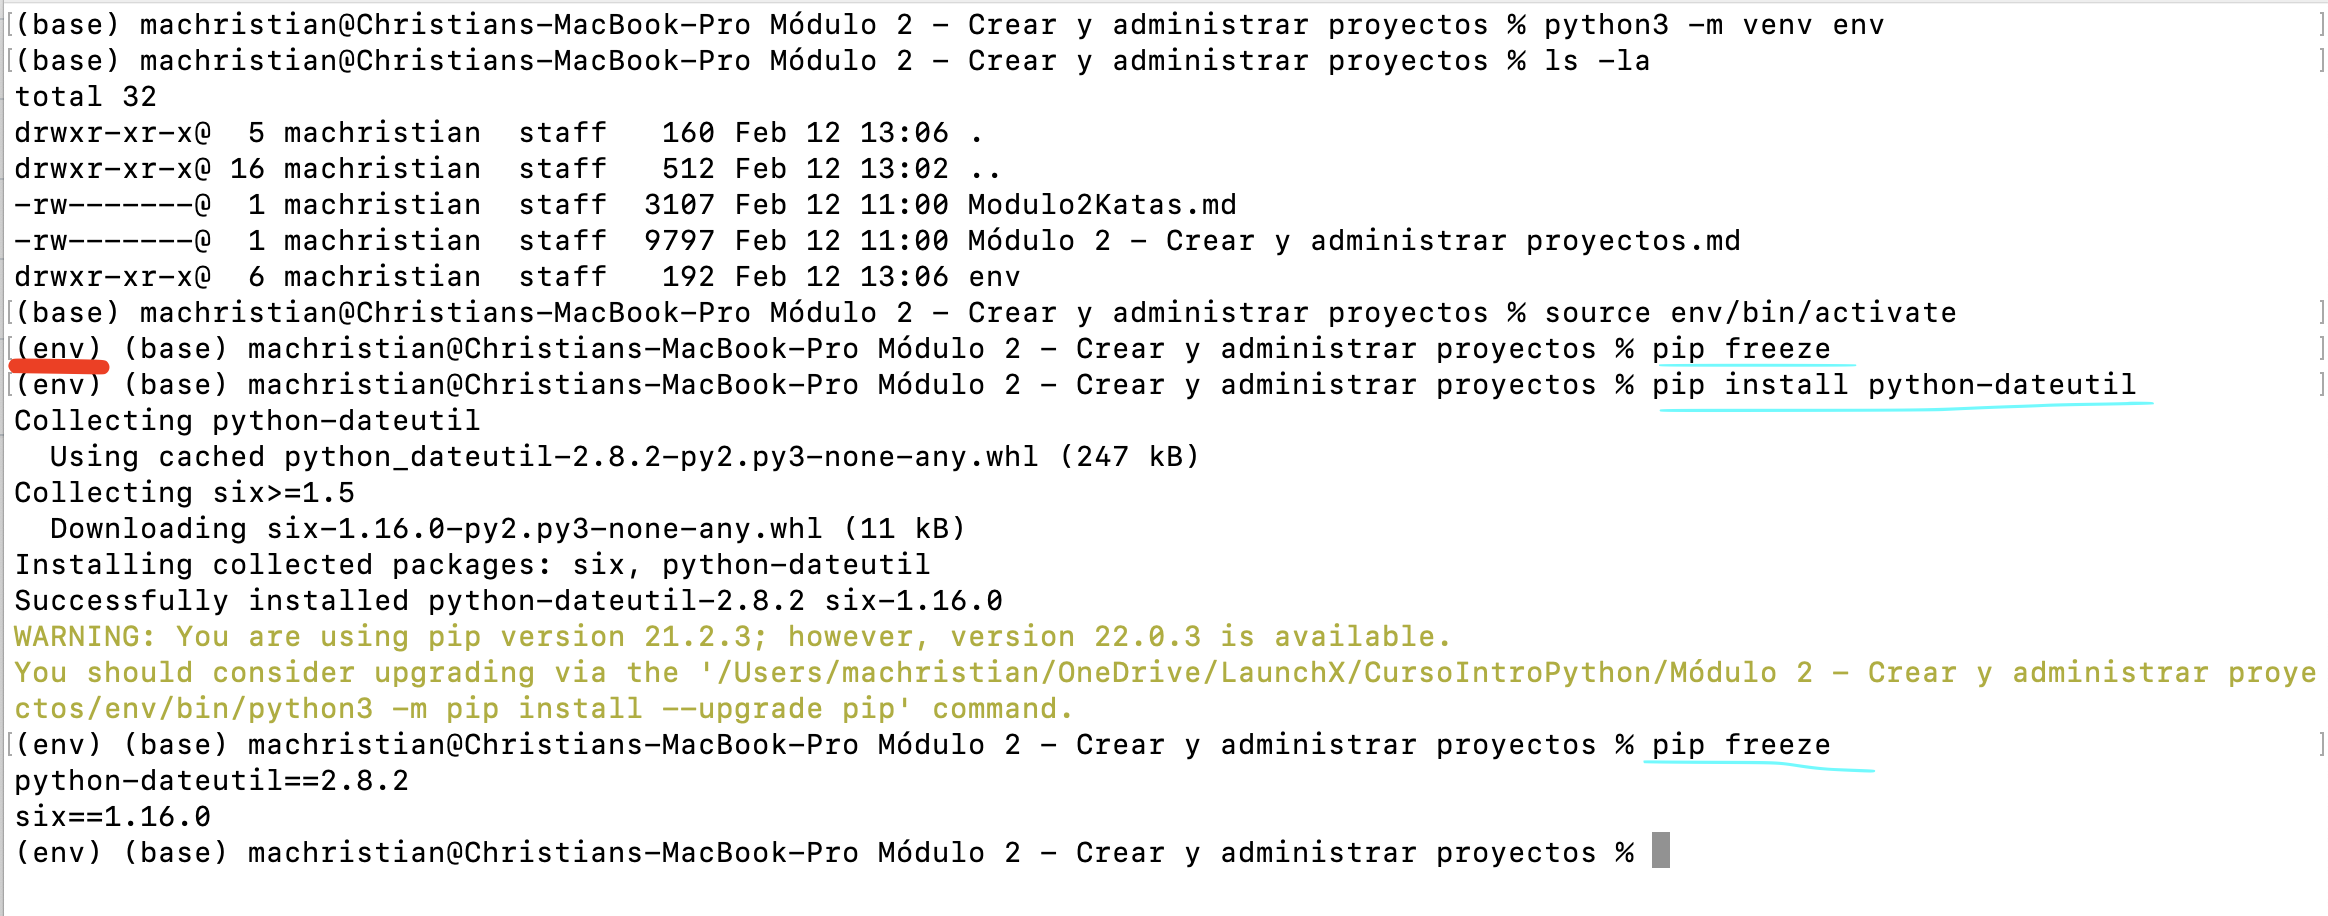 (base) machristian@Christians-MacBook-Pro Módulo 2 - Crear y administrar proyectos % python3 -m venv env
(base) machristian@Christians-MacBook-Pro Módulo 2 - Crear y administrar proyectos % ls -la
total 32
drwxr-xr-x@  5 machristian  staff   160 Feb 12 13:06 .
drwxr-xr-x@ 16 machristian  staff   512 Feb 12 13:02 ..
-rw-------@  1 machristian  staff  3107 Feb 12 11:00 Modulo2Katas.md
-rw-------@  1 machristian  staff  9797 Feb 12 11:00 Módulo 2 - Crear y administrar proyectos.md
drwxr-xr-x@  6 machristian  staff   192 Feb 12 13:06 env
(base) machristian@Christians-MacBook-Pro Módulo 2 - Crear y administrar proyectos % source env/bin/activate
(env) (base) machristian@Christians-MacBook-Pro Módulo 2 - Crear y administrar proyectos % pip freeze
(env) (base) machristian@Christians-MacBook-Pro Módulo 2 - Crear y administrar proyectos % pip install python-dateutil
Collecting python-dateutil
  Using cached python_dateutil-2.8.2-py2.py3-none-any.whl (247 kB)
Collecting six>=1.5
  Downloading six-1.16.0-py2.py3-none-any.whl (11 kB)
Installing collected packages: six, python-dateutil
Successfully installed python-dateutil-2.8.2 six-1.16.0
WARNING: You are using pip version 21.2.3; however, version 22.0.3 is available.
You should consider upgrading via the '/Users/machristian/OneDrive/LaunchX/CursoIntroPython/Módulo 2 - Crear y administrar proye
ctos/env/bin/python3 -m pip install --upgrade pip' command.
(env) (base) machristian@Christians-MacBook-Pro Módulo 2 - Crear y administrar proyectos % pip freeze
python-dateutil==2.8.2
six==1.16.0
(env) (base) machristian@Christians-MacBook-Pro Módulo 2 - Crear y administrar proyectos %